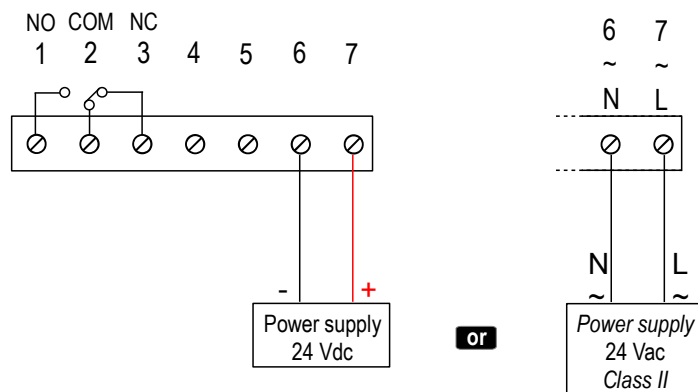 NO COM NC
1 2 3 4 5 6 7
- +
Power supply
24 Vdc
or
6 7
~ ~
N L
N L
~ ~
Power supply
24 Vac
Class II